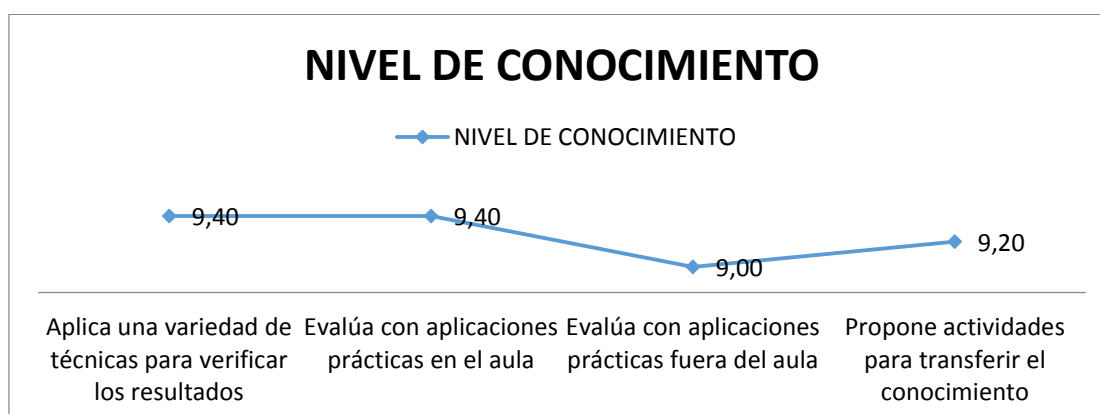 NIVEL DE CONOCIMIENTO
NIVEL DE CONOCIMIENTO
9,40
9,40
9,00
9,20
Aplica una variedad de
técnicas para verificar
los resultados
Evalúa con aplicaciones
prácticas en el aula
Evalúa con aplicaciones
prácticas fuera del aula
Propone actividades
para transferir el
conocimiento